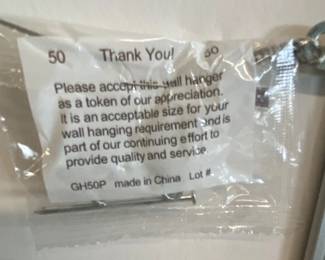 50 Thank You! 50
Please accept this wall hanger
as a token of our appreciation.
It is an acceptable size for your
wall hanging requirement and is
part of our continuing effort to
provide quality and service.
GH50P made in China Lot #